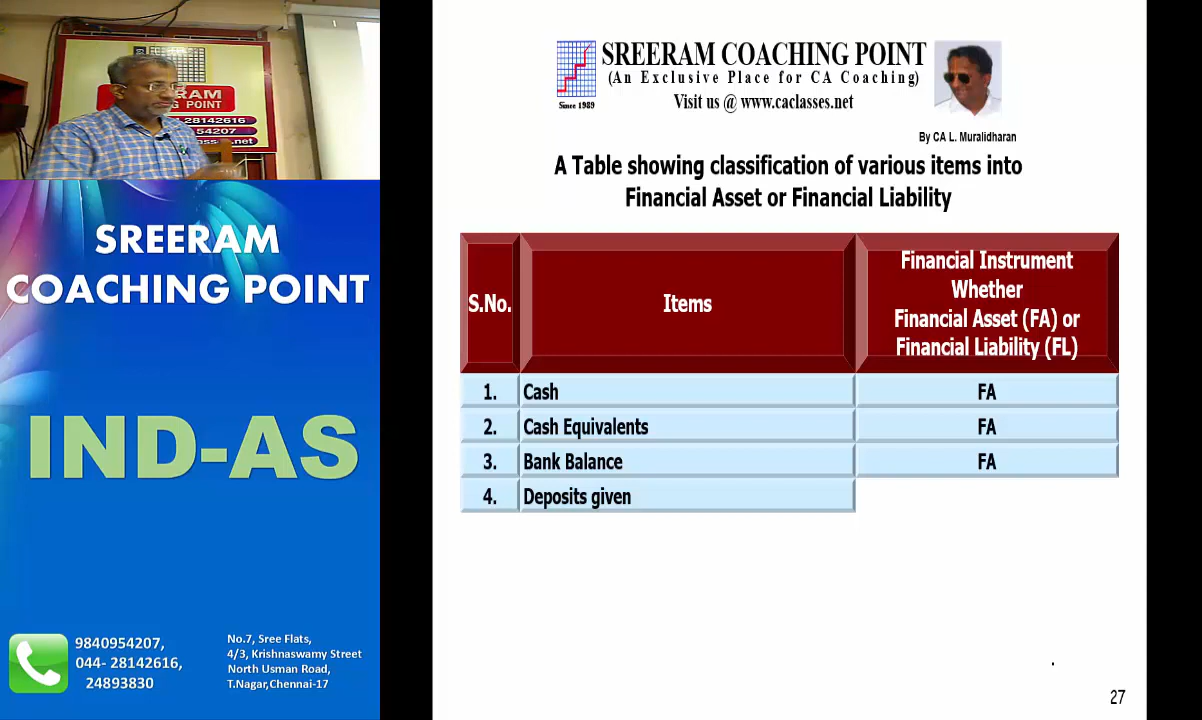 RAM
G POINT
28142616
54207
SREERAM
COACHING POINT
IND-AS
9840954207,
044- 28142616,
24893830
No.7, Sree Flats,
4/3, Krishnaswamy Street
North Usman Road,
T.Nagar,Chennai-17
SREERAM COACHING POINT
(An Exclusive Place for CA Coaching)
Since 1989
Visit us @ www.caclasses.net
By CA L. Muralidharan
A Table showing classification of various items into
Financial Asset or Financial Liability
S.No. Items Financial Instrument
Whether
Financial Asset (FA) or
Financial Liability (FL)
1. Cash FA
2. Cash Equivalents FA
3. Bank Balance FA
4. Deposits given
27